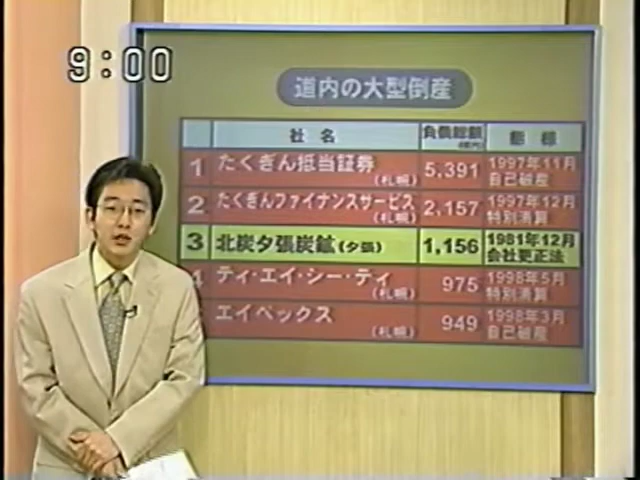 9:00
道内の大型倒産
社名 負債総額 態様
(億円)
1 たくぎん抵当証券 (札幌) 5,391 1997年11月 自己破産
2 たくぎんファイナンスサービス (札幌) 2,157 1997年12月 特別清算
3 北炭夕張炭鉱(夕張) 1,156 1981年12月 会社更正法
4 ティ・エイ・シー・ティ (札幌) 975 1998年5月 特別清算
エイペックス (札幌) 949 1998年3月 自己破産